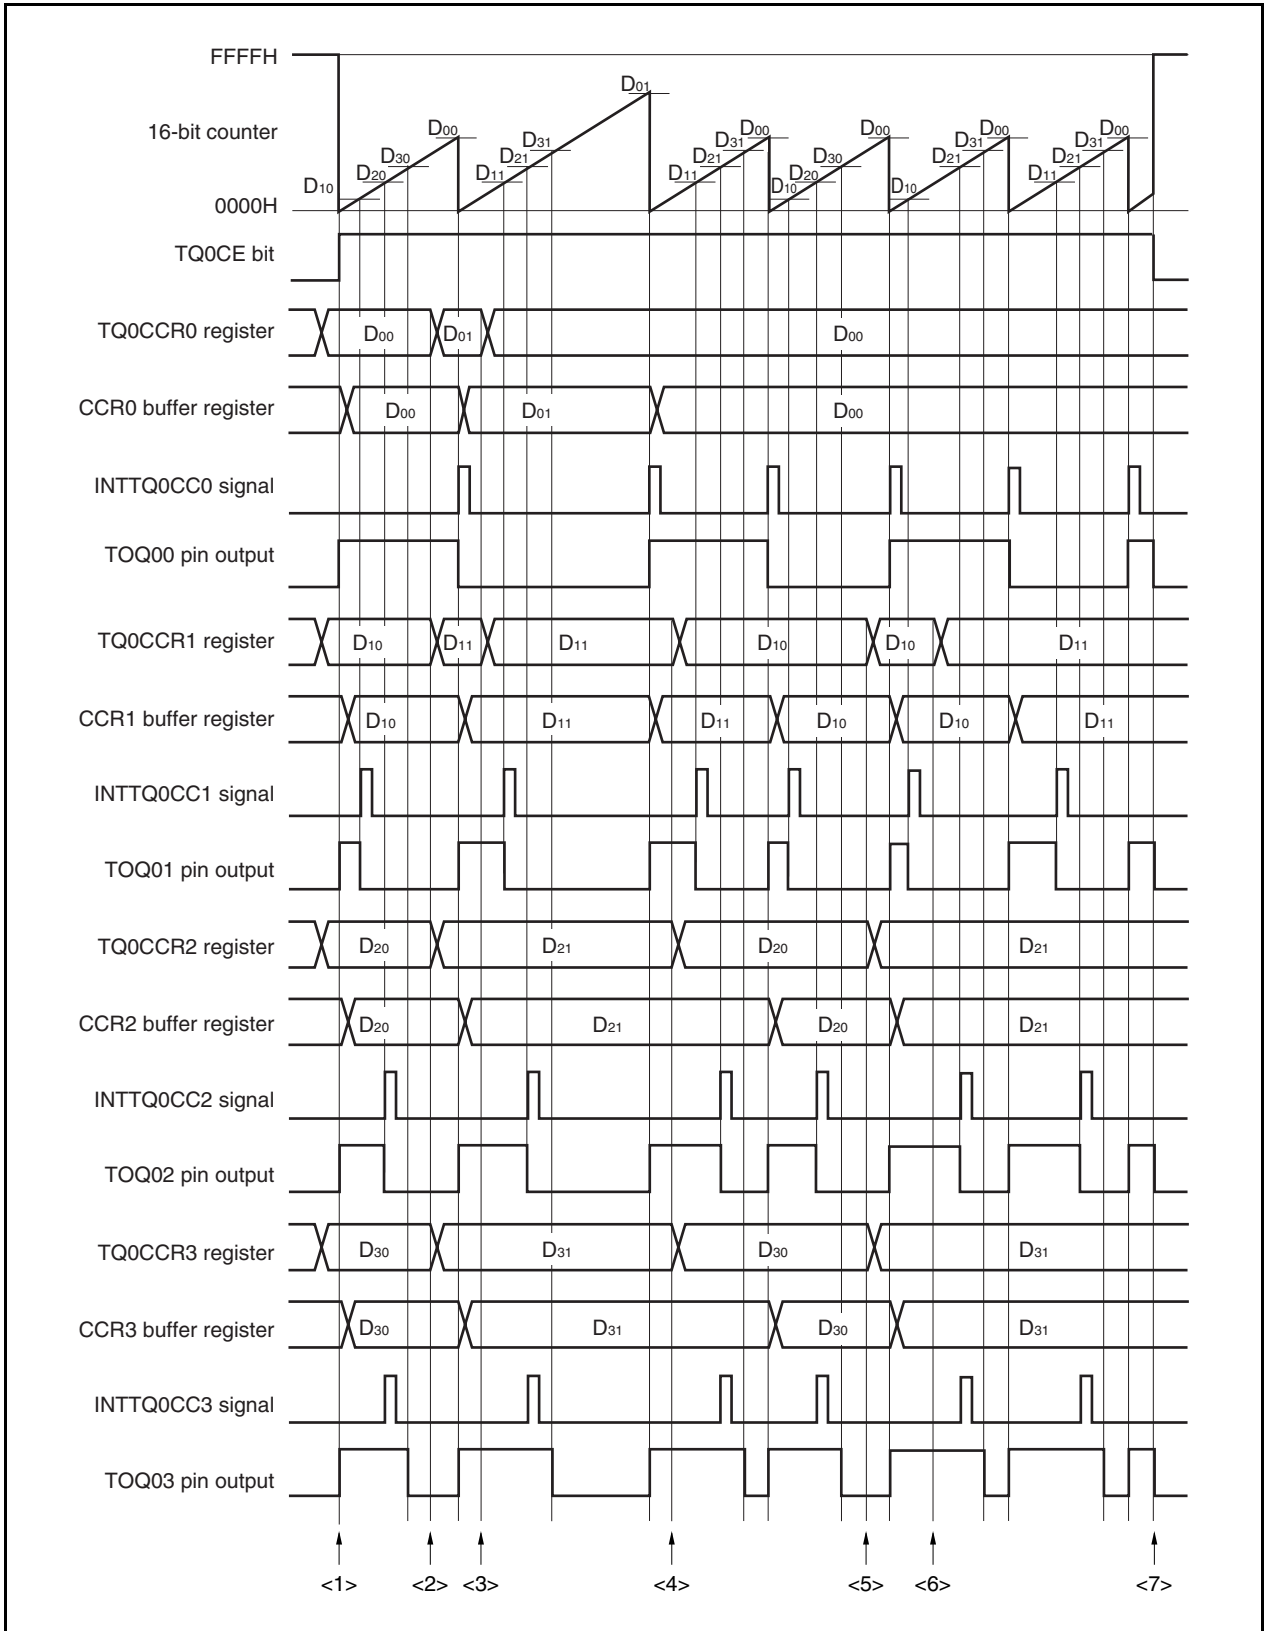 FFFFH
16-bit counter
0000H
D10 D20 D30 D00 D11 D21 D31 D01 D11 D21 D31 D00 D10 D20 D30 D00 D10 D21 D31 D00 D11 D21 D31 D00
TQ0CE bit
TQ0CCR0 register D00 D01 D00
CCR0 buffer register D00 D01 D00
INTTQ0CC0 signal
TOQ00 pin output
TQ0CCR1 register D10 D11 D11 D10 D10 D11
CCR1 buffer register D10 D11 D11 D10 D10 D11
INTTQ0CC1 signal
TOQ01 pin output
TQ0CCR2 register D20 D21 D20 D21
CCR2 buffer register D20 D21 D20 D21
INTTQ0CC2 signal
TOQ02 pin output
TQ0CCR3 register D30 D31 D30 D31
CCR3 buffer register D30 D31 D30 D31
INTTQ0CC3 signal
TOQ03 pin output
<1> <2> <3> <4> <5> <6> <7>